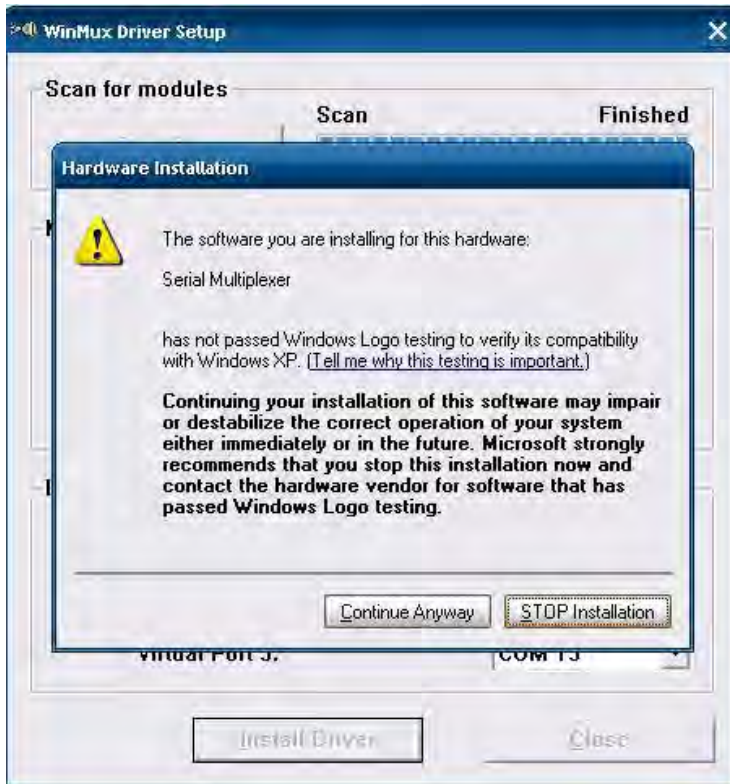 WinMux Driver Setup
Scan for modules
Scan Finished
Hardware Installation
The software you are installing for this hardware:
Serial Multiplexer
has not passed Windows Logo testing to verify its compatibility
with Windows XP. (Tell me why this testing is important.)
Continuing your installation of this software may impair
or destabilize the correct operation of your system
either immediately or in the future. Microsoft strongly
recommends that you stop this installation now and
contact the hardware vendor for software that has
passed Windows Logo testing.
Continue Anyway STOP Installation
Virtual Port
Install Driver Close